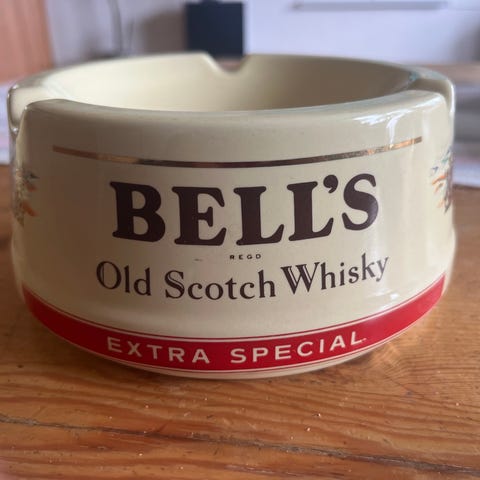 BELL'S
REGD
Old Scotch Whisky
EXTRA SPECIAL